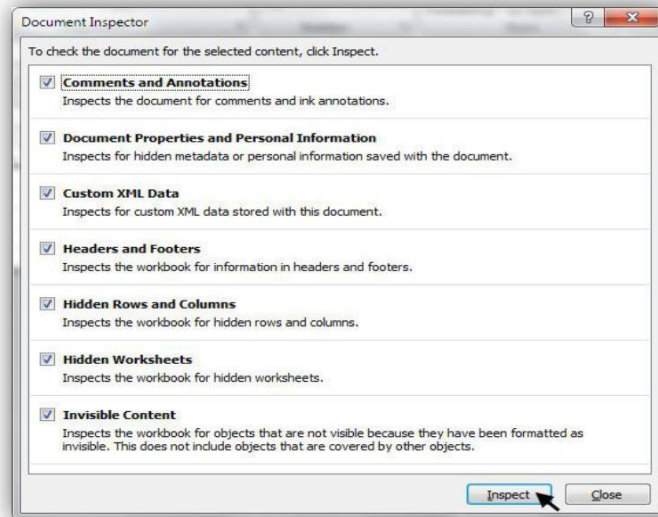 Document Inspector
To check the document for the selected content, click Inspect.
Comments and Annotations
Inspects the document for comments and ink annotations.
Document Properties and Personal Information
Inspects for hidden metadata or personal information saved with the document.
Custom XML Data
Inspects for custom XML data stored with this document.
Headers and Footers
Inspects the workbook for information in headers and footers.
Hidden Rows and Columns
Inspects the workbook for hidden rows and columns.
Hidden Worksheets
Inspects the workbook for hidden worksheets.
Invisible Content
Inspects the workbook for objects that are not visible because they have been formatted as
invisible. This does not include objects that are covered by other objects.
Inspect Close